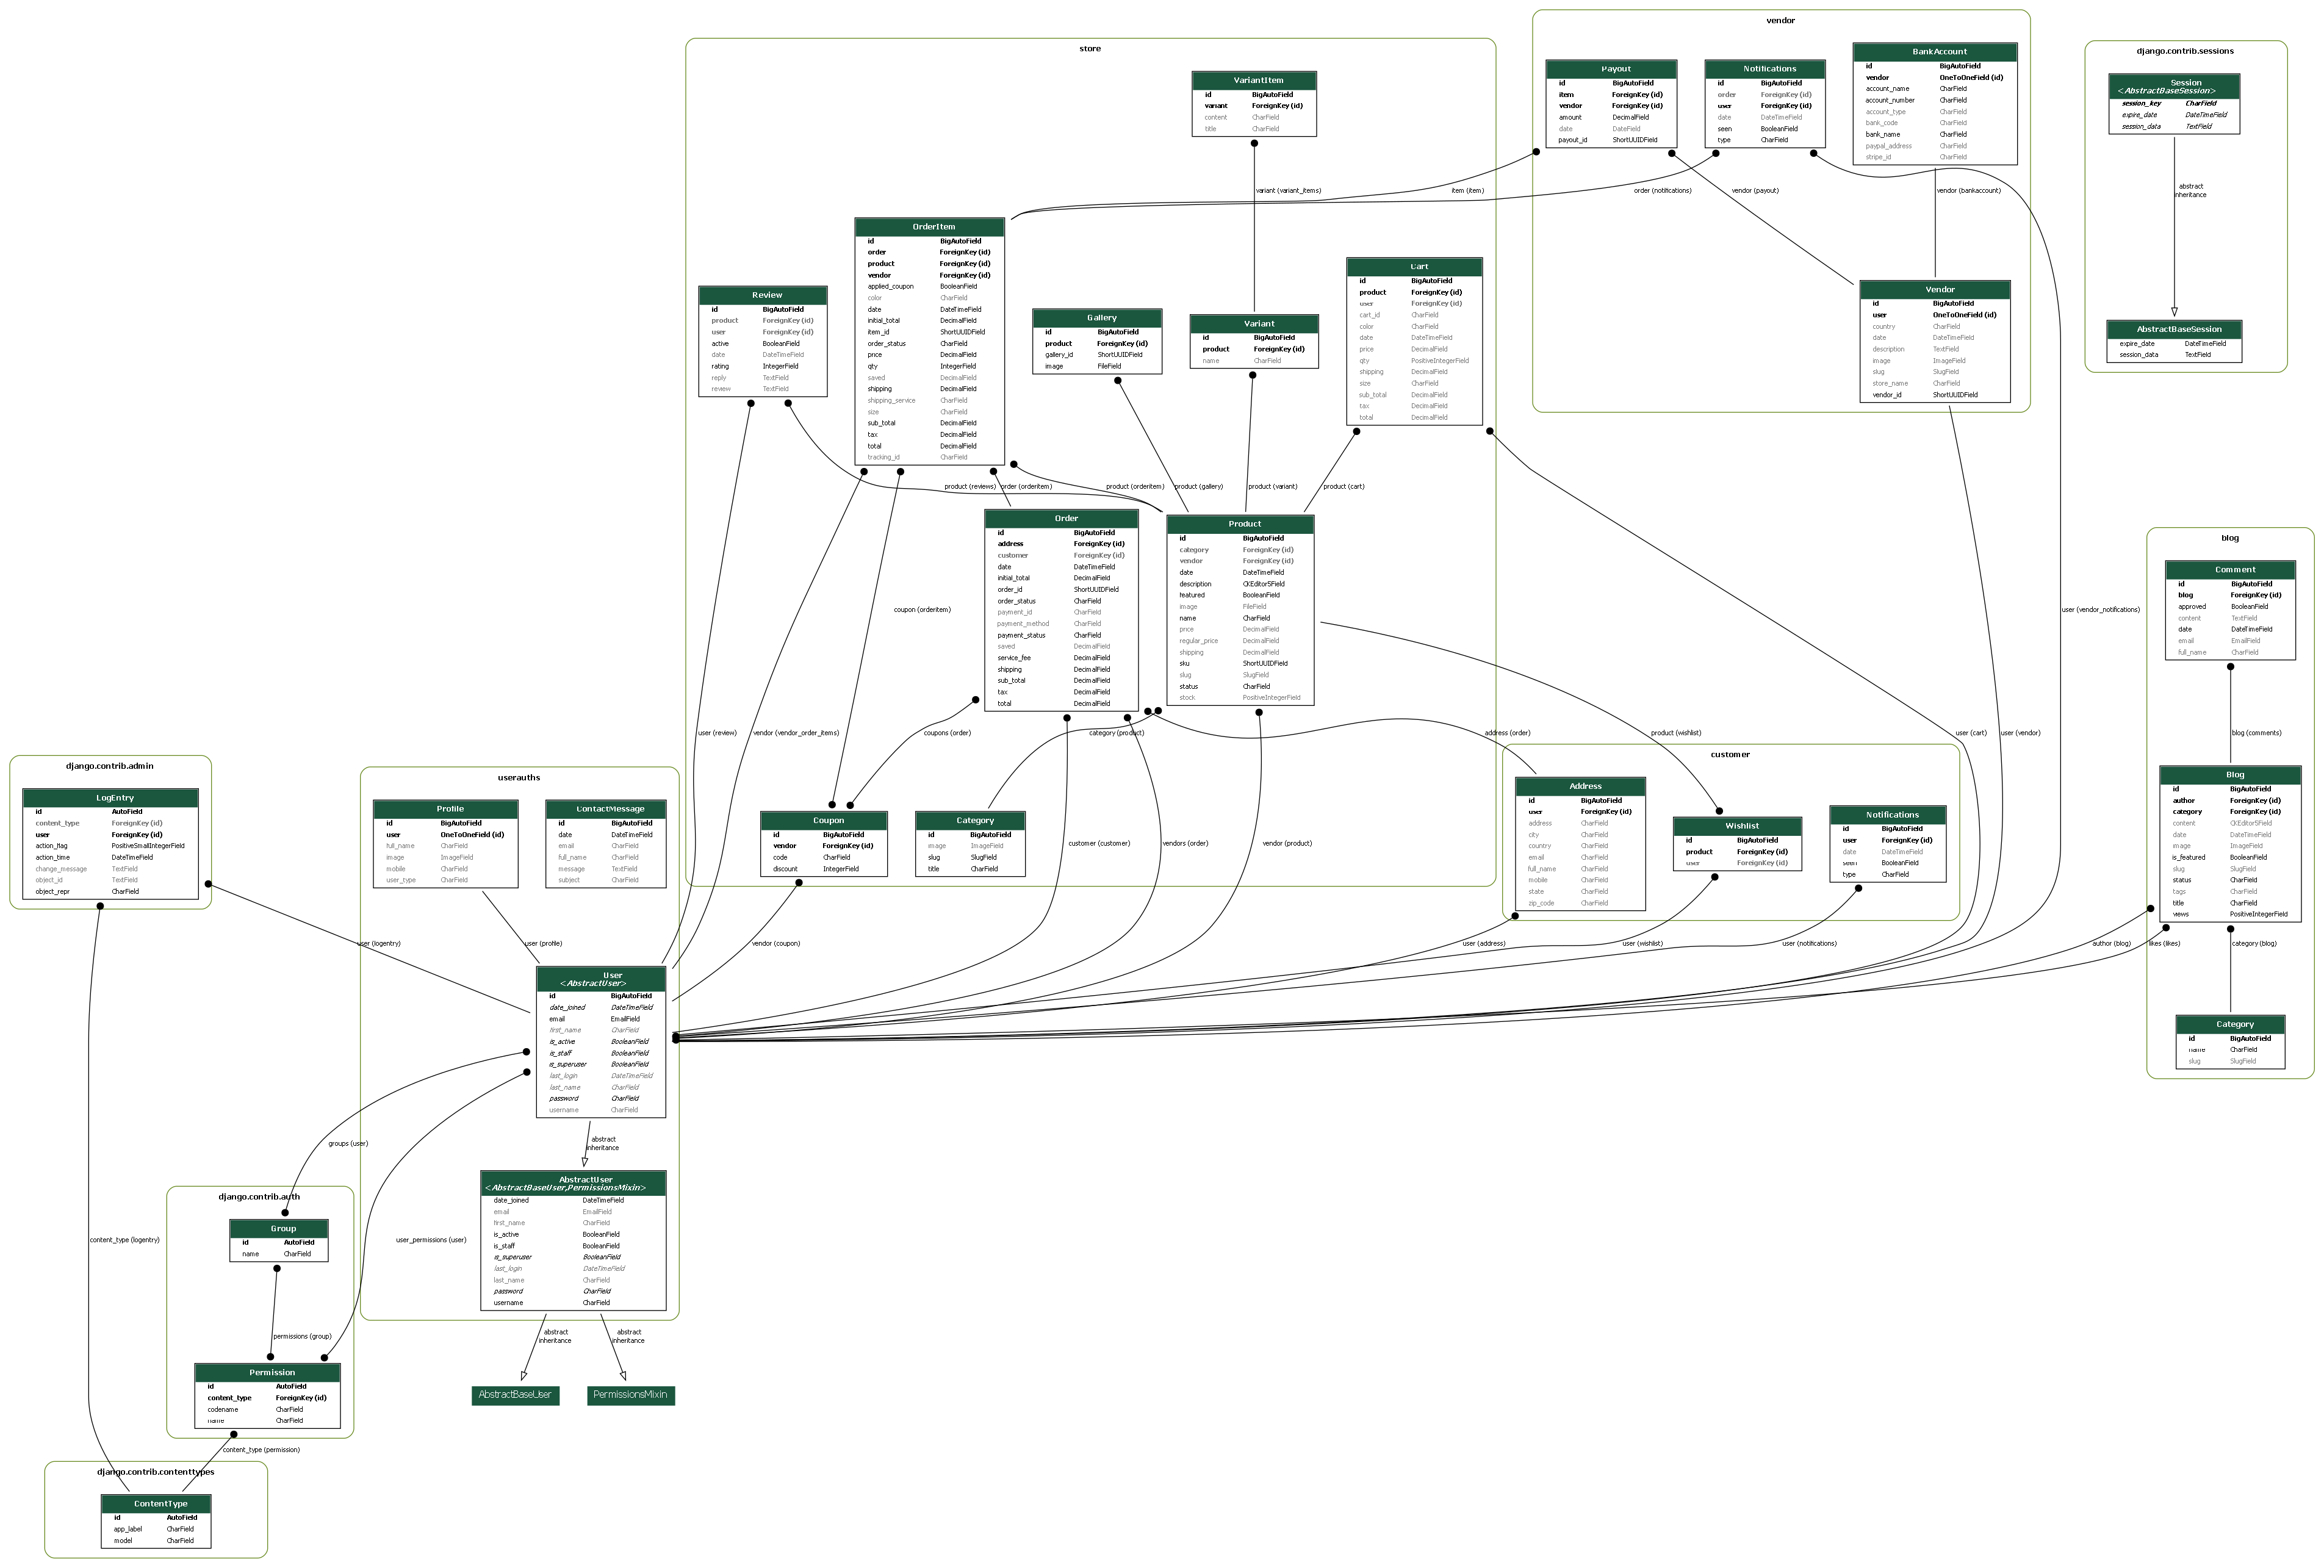 store
VariantItem
id BigAutoField
variant ForeignKey (id)
content CharField
title CharField
OrderItem
id BigAutoField
order ForeignKey (id)
product ForeignKey (id)
vendor ForeignKey (id)
applied_coupon BooleanField
color CharField
date DateTimeField
initial_total DecimalField
item_id ShortUUIDField
order_status CharField
price DecimalField
qty IntegerField
saved DecimalField
shipping DecimalField
shipping_service CharField
size CharField
sub_total DecimalField
tax DecimalField
total DecimalField
tracking_id CharField
Review
id BigAutoField
product ForeignKey (id)
user ForeignKey (id)
active BooleanField
date DateTimeField
rating IntegerField
reply TextField
review TextField
Gallery
id BigAutoField
product ForeignKey (id)
gallery_id ShortUUIDField
image FileField
Variant
id BigAutoField
product ForeignKey (id)
name CharField
Cart
id BigAutoField
product ForeignKey (id)
user ForeignKey (id)
cart_id CharField
color CharField
date DateTimeField
price DecimalField
qty PositiveIntegerField
shipping DecimalField
size CharField
sub_total DecimalField
tax DecimalField
total DecimalField
Order
id BigAutoField
address ForeignKey (id)
customer ForeignKey (id)
date DateTimeField
initial_total DecimalField
order_id ShortUUIDField
order_status CharField
payment_id CharField
payment_method CharField
payment_status CharField
saved DecimalField
service_fee DecimalField
shipping DecimalField
sub_total DecimalField
tax DecimalField
total DecimalField
Product
id BigAutoField
category ForeignKey (id)
vendor ForeignKey (id)
date DateTimeField
description CKEditor5Field
featured BooleanField
image FileField
name CharField
price DecimalField
regular_price DecimalField
shipping DecimalField
sku ShortUUIDField
slug SlugField
status CharField
stock PositiveIntegerField
Coupon
id BigAutoField
vendor ForeignKey (id)
code CharField
discount IntegerField
Category
id BigAutoField
image ImageField
slug SlugField
title CharField
variant (variant_items)
item (item)
order (notifications)
vendor (payout)
vendor (bankaccount)
product (reviews)
order (orderitem)
product (orderitem)
product (gallery)
product (variant)
product (cart)
coupon (orderitem)
user (review)
vendor (vendor_order_items)
coupons (order)
category (product)
address (order)
product (wishlist)
user (cart)
user (vendor)
user (vendor_notifications)
customer (customer)
vendors (order)
vendor (product)
vendor
Payout
id BigAutoField
item ForeignKey (id)
vendor ForeignKey (id)
amount DecimalField
date DateField
payout_id ShortUUIDField
Notifications
id BigAutoField
order ForeignKey (id)
user ForeignKey (id)
date DateTimeField
seen BooleanField
type CharField
BankAccount
id BigAutoField
vendor OneToOneField (id)
account_name CharField
account_number CharField
account_type CharField
bank_code CharField
bank_name CharField
paypal_address CharField
stripe_id CharField
Vendor
id BigAutoField
user OneToOneField (id)
country CharField
date DateTimeField
description TextField
image ImageField
slug SlugField
store_name CharField
vendor_id ShortUUIDField
django.contrib.sessions
Session
<AbstractBaseSession>
session_key CharField
expire_date DateTimeField
session_data TextField
abstract
inheritance
AbstractBaseSession
expire_date DateTimeField
session_data TextField
blog
Comment
id BigAutoField
blog ForeignKey (id)
approved BooleanField
content TextField
date DateTimeField
email EmailField
full_name CharField
blog (comments)
Blog
id BigAutoField
author ForeignKey (id)
category ForeignKey (id)
content CKEditor5Field
date DateTimeField
image ImageField
is_featured BooleanField
slug SlugField
status CharField
tags CharField
title CharField
views PositiveIntegerField
author (blog)
likes (likes)
category (blog)
Category
id BigAutoField
name CharField
slug SlugField
customer
Address
id BigAutoField
user ForeignKey (id)
address CharField
city CharField
country CharField
email CharField
full_name CharField
mobile CharField
state CharField
zip_code CharField
Wishlist
id BigAutoField
product ForeignKey (id)
user ForeignKey (id)
Notifications
id BigAutoField
user ForeignKey (id)
date DateTimeField
seen BooleanField
type CharField
user (address)
user (wishlist)
user (notifications)
django.contrib.admin
LogEntry
id AutoField
content_type ForeignKey (id)
user ForeignKey (id)
action_flag PositiveSmallIntegerField
action_time DateTimeField
change_message TextField
object_id TextField
object_repr CharField
userauths
Profile
id BigAutoField
user OneToOneField (id)
full_name CharField
image ImageField
mobile CharField
user_type CharField
ContactMessage
id BigAutoField
date DateTimeField
email CharField
full_name CharField
message TextField
subject CharField
user (logentry)
user (profile)
vendor (coupon)
User
<AbstractUser>
id BigAutoField
date_joined DateTimeField
email EmailField
first_name CharField
is_active BooleanField
is_staff BooleanField
is_superuser BooleanField
last_login DateTimeField
last_name CharField
password CharField
username CharField
abstract
inheritance
AbstractUser
<AbstractBaseUser,PermissionsMixin>
date_joined DateTimeField
email EmailField
first_name CharField
is_active BooleanField
is_staff BooleanField
is_superuser BooleanField
last_login DateTimeField
last_name CharField
password CharField
username CharField
abstract
inheritance
abstract
inheritance
AbstractBaseUser
PermissionsMixin
groups (user)
user_permissions (user)
content_type (logentry)
django.contrib.auth
Group
id AutoField
name CharField
permissions (group)
Permission
id AutoField
content_type ForeignKey (id)
codename CharField
name CharField
content_type (permission)
django.contrib.contenttypes
ContentType
id AutoField
app_label CharField
model CharField